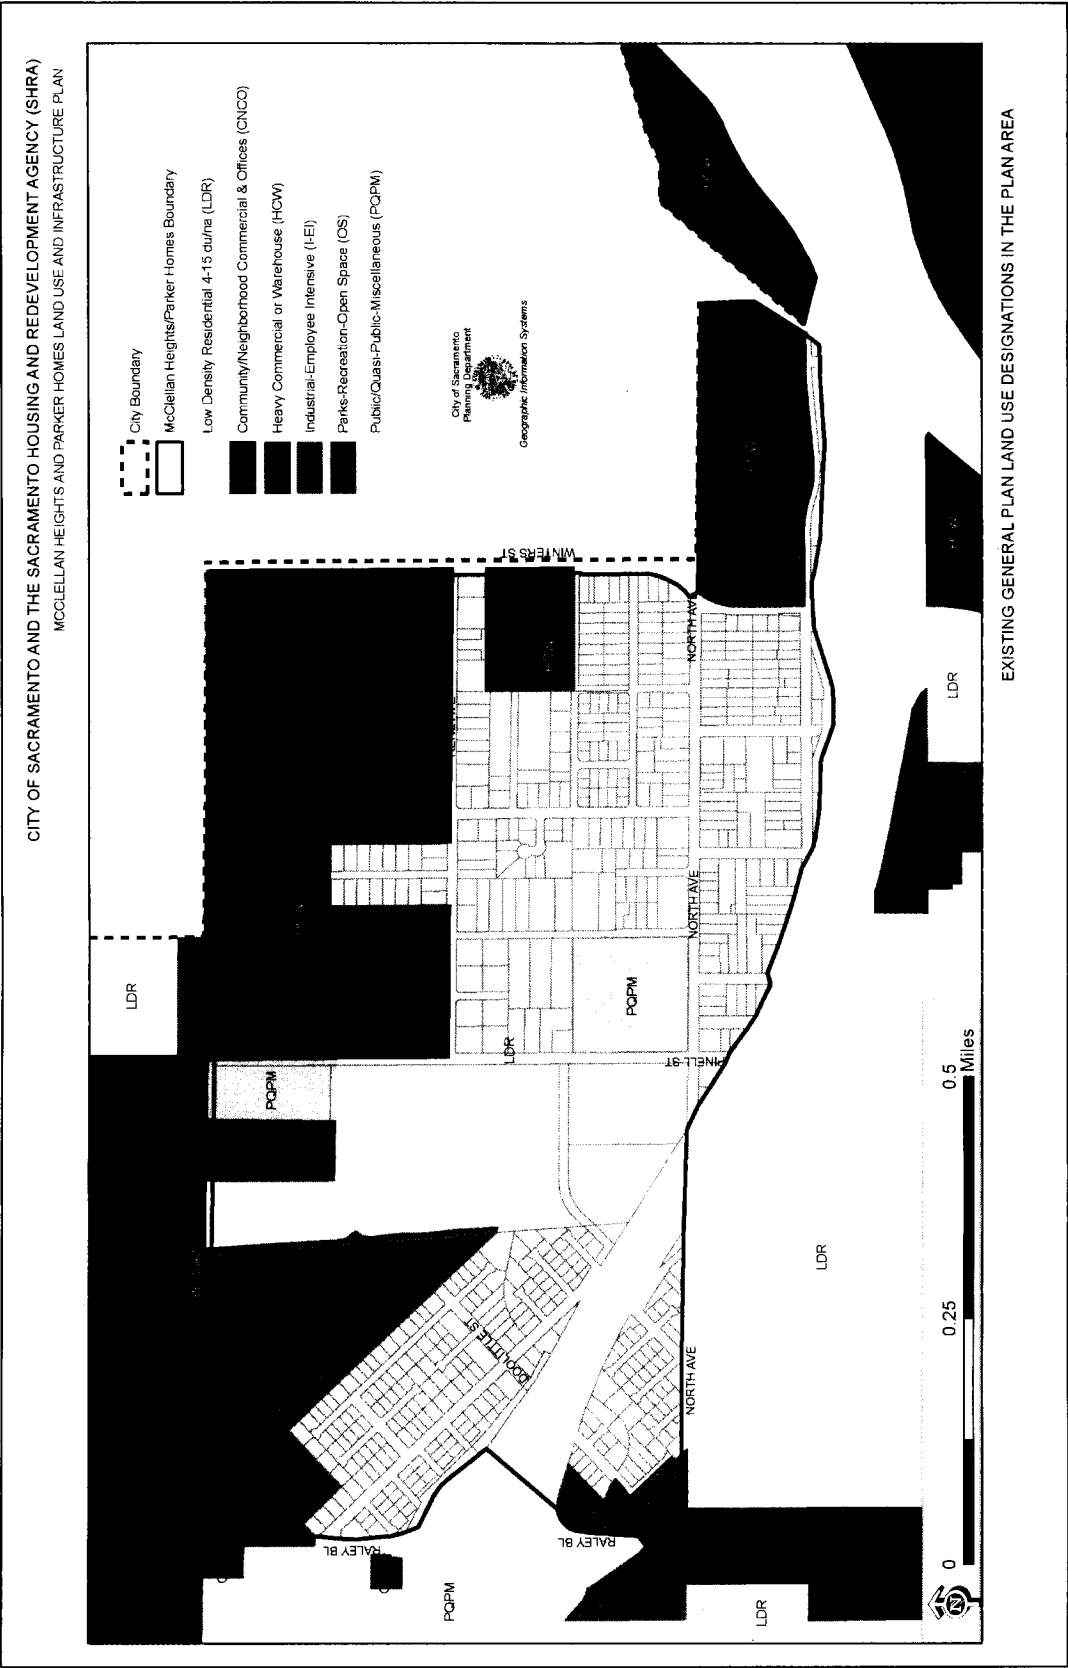 CITY OF SACRAMENTO AND THE SACRAMENTO HOUSING AND REDEVELOPMENT AGENCY (SHRA)
MCCLELLAN HEIGHTS AND PARKER HOMES LAND USE AND INFRASTRUCTURE PLAN
City Boundary
McClellan Heights/Parker Homes Boundary
Low Density Residential 4-15 du/na (LDR)
Community/Neighborhood Commercial & Offices (CNCO)
Heavy Commercial or Warehouse (HCW)
Industrial-Employee Intensive (I-EI)
Parks-Recreation-Open Space (OS)
Public/Quasi-Public-Miscellaneous (PQPM)
City of Sacramento
Planning Department
Geographic Information Systems
WINTERS ST
NORTH AVE
LDR
LDR
NORTH AVE
PQPM
LDR
PINELL ST
PQPM
DOOLITTLE ST
NORTH AVE
LDR
RALEY BL
RALEY BL
PQPM
LDR
N
0
0.25
0.5
Miles
EXISTING GENERAL PLAN LAND USE DESIGNATIONS IN THE PLAN AREA